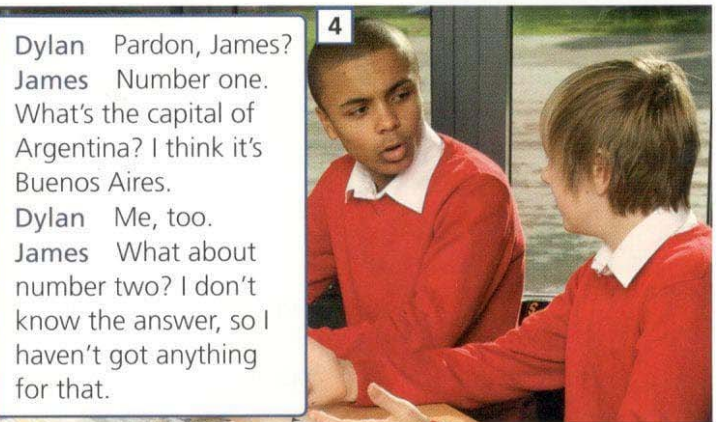 4
Dylan Pardon, James?
James Number one.
What's the capital of
Argentina? I think it's
Buenos Aires.
Dylan Me, too.
James What about
number two? I don't
know the answer, so I
haven't got anything
for that.